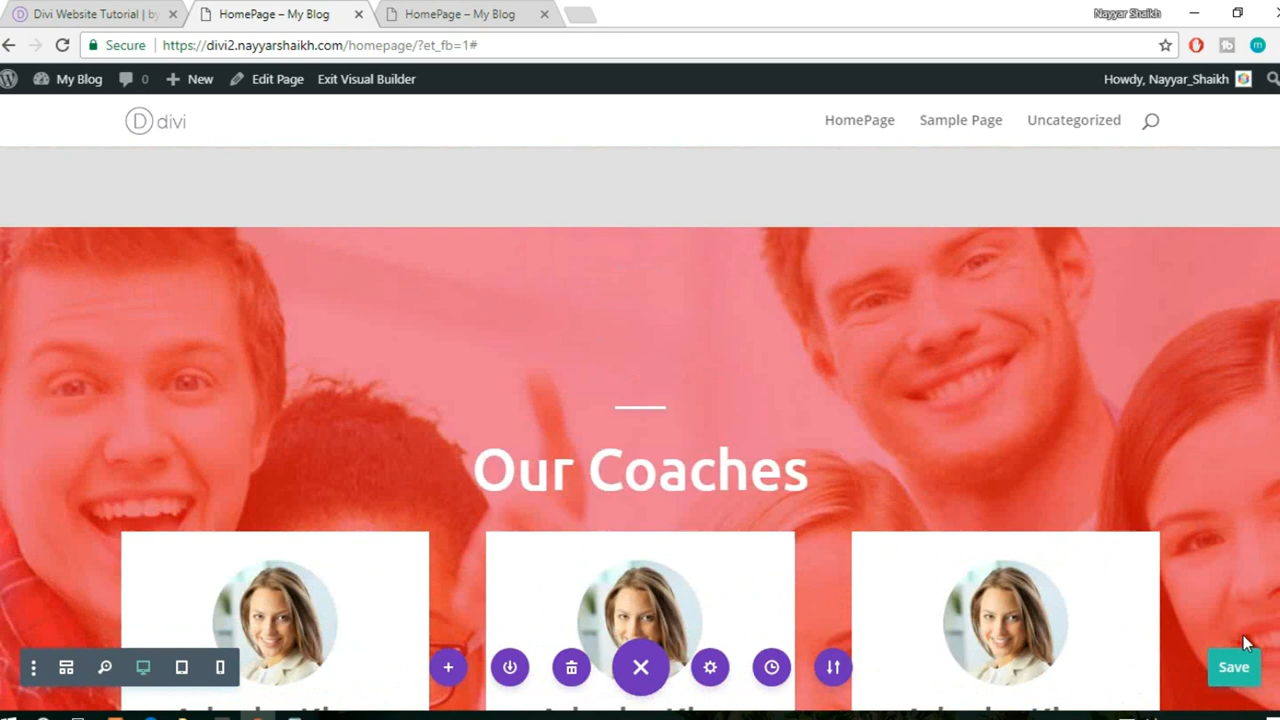 Divi Website Tutorial | by
HomePage – My Blog
HomePage – My Blog
Nayyar Shaikh
Secure
https://divi2.nayyarshaikh.com/homepage/?et_fb=1#
My Blog
0
New
Edit Page
Exit Visual Builder
Howdy, Nayyar_Shaikh
divi
HomePage
Sample Page
Uncategorized
Our Coaches
Save